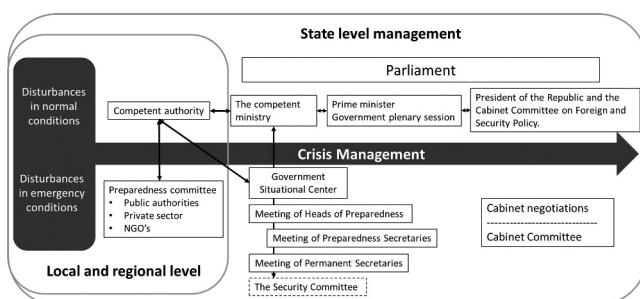 State level management
Parliament
Disturbances
in normal
conditions
Competent authority
The competent
ministry
Prime minister
Government plenary session
President of the Republic and the
Cabinet Committee on Foreign and
Security Policy.
Crisis Management
Disturbances
in emergency
conditions
Preparedness committee
• Public authorities
• Private sector
• NGO's
Government
Situational Center
Meeting of Heads of Preparedness
Meeting of Preparedness Secretaries
Meeting of Permanent Secretaries
The Security Committee
Cabinet negotiations
Cabinet Committee
Local and regional level